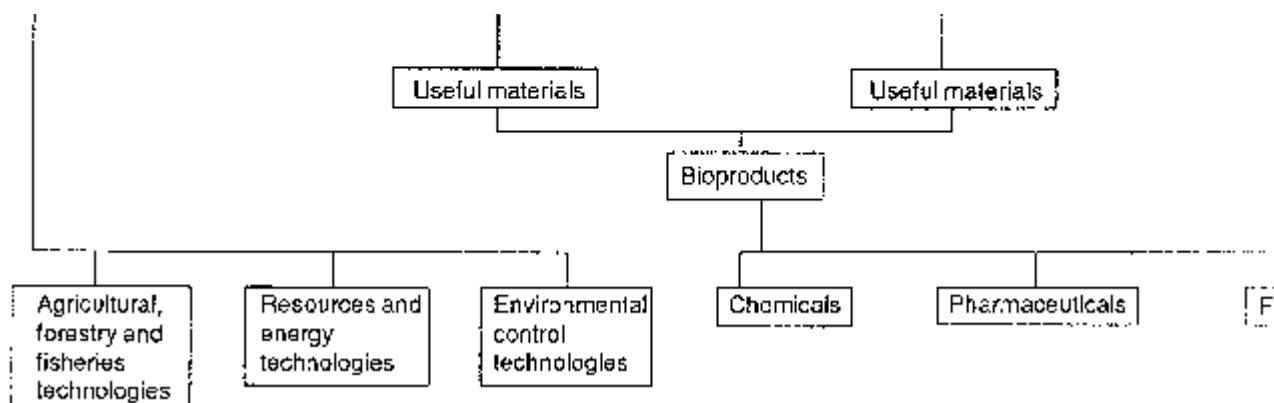 Useful materials
Useful materials
Bioproducts
Agricultural,
forestry and
fisheries
technologies
Resources and
energy
technologies
Environmental
control
technologies
Chemicals
Pharmaceuticals
F